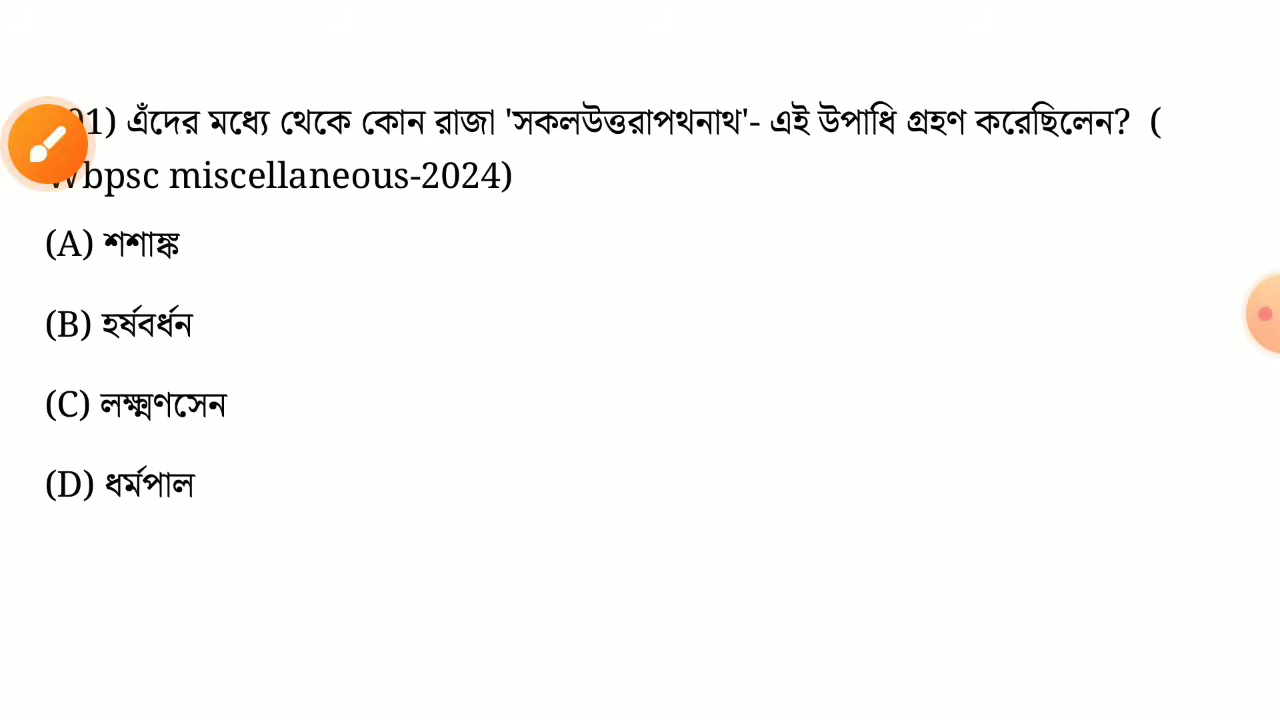 1) এঁদের মধ্যে থেকে কোন রাজা 'সকলউত্তরাপথনাথ'- এই উপাধি গ্রহণ করেছিলেন? (
Wbpsc miscellaneous-2024)
(A) শশাঙ্ক
(B) হর্ষবর্ধন
(C) লক্ষ্মণসেন
(D) ধর্মপাল